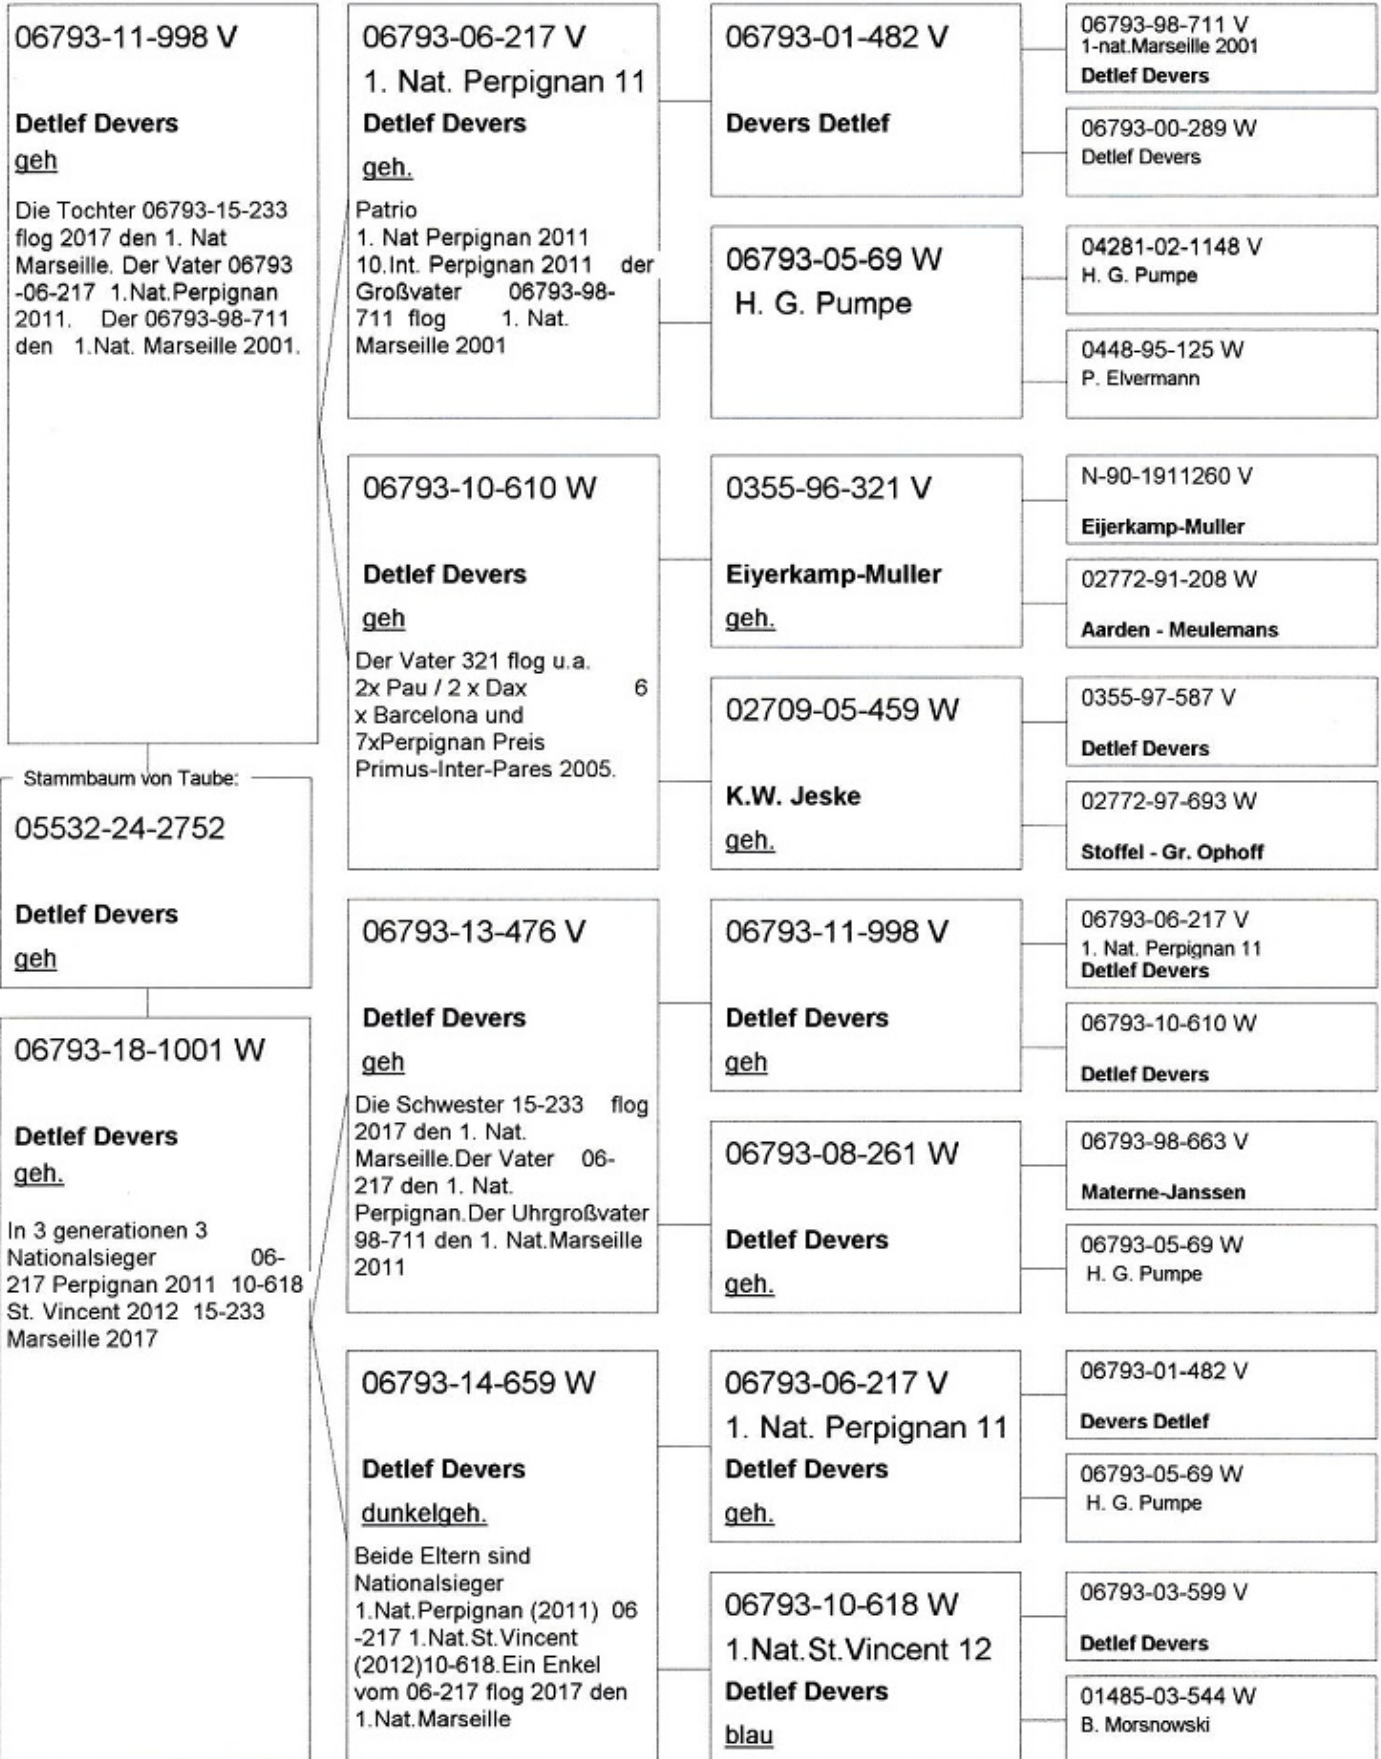 06793-11-998 V
Detlef Devers
geh
Die Tochter 06793-15-233
flog 2017 den 1. Nat
Marseille. Der Vater 06793
-06-217 1.Nat.Perpignan
2011. Der 06793-98-711
den 1.Nat. Marseille 2001.
Stammbaum von Taube:
05532-24-2752
Detlef Devers
geh
06793-18-1001 W
Detlef Devers
geh.
In 3 generationen 3
Nationalsieger 06-
217 Perpignan 2011 10-618
St. Vincent 2012 15-233
Marseille 2017
06793-06-217 V
1. Nat. Perpignan 11
Detlef Devers
geh.
Patrio
1. Nat Perpignan 2011
10.Int. Perpignan 2011 der
Großvater 06793-98-
711 flog 1. Nat.
Marseille 2001
06793-10-610 W
Detlef Devers
geh
Der Vater 321 flog u.a.
2x Pau / 2 x Dax 6
x Barcelona und
7xPerpignan Preis
Primus-Inter-Pares 2005.
06793-13-476 V
Detlef Devers
geh
Die Schwester 15-233 flog
2017 den 1. Nat.
Marseille.Der Vater 06-
217 den 1. Nat.
Perpignan.Der Uhrgroßvater
98-711 den 1. Nat.Marseille
2011
06793-14-659 W
Detlef Devers
dunkelgeh.
Beide Eltern sind
Nationalsieger
1.Nat.Perpignan (2011) 06
-217 1.Nat.St.Vincent
(2012)10-618.Ein Enkel
vom 06-217 flog 2017 den
1.Nat.Marseille
06793-01-482 V
Devers Detlef
06793-05-69 W
H. G. Pumpe
0355-96-321 V
Eiyerkamp-Muller
geh.
02709-05-459 W
K.W. Jeske
geh.
06793-11-998 V
Detlef Devers
geh
06793-08-261 W
Detlef Devers
geh.
06793-06-217 V
1. Nat. Perpignan 11
Detlef Devers
geh.
06793-10-618 W
1.Nat.St.Vincent 12
Detlef Devers
blau
06793-98-711 V
1-nat.Marseille 2001
Detlef Devers
06793-00-289 W
Detlef Devers
04281-02-1148 V
H. G. Pumpe
0448-95-125 W
P. Elvermann
N-90-1911260 V
Eijerkamp-Muller
02772-91-208 W
Aarden - Meulemans
0355-97-587 V
Detlef Devers
02772-97-693 W
Stoffel - Gr. Ophoff
06793-06-217 V
1. Nat. Perpignan 11
Detlef Devers
06793-10-610 W
Detlef Devers
06793-98-663 V
Materne-Janssen
06793-05-69 W
H. G. Pumpe
06793-01-482 V
Devers Detlef
06793-05-69 W
H. G. Pumpe
06793-03-599 V
Detlef Devers
01485-03-544 W
B. Morsnowski